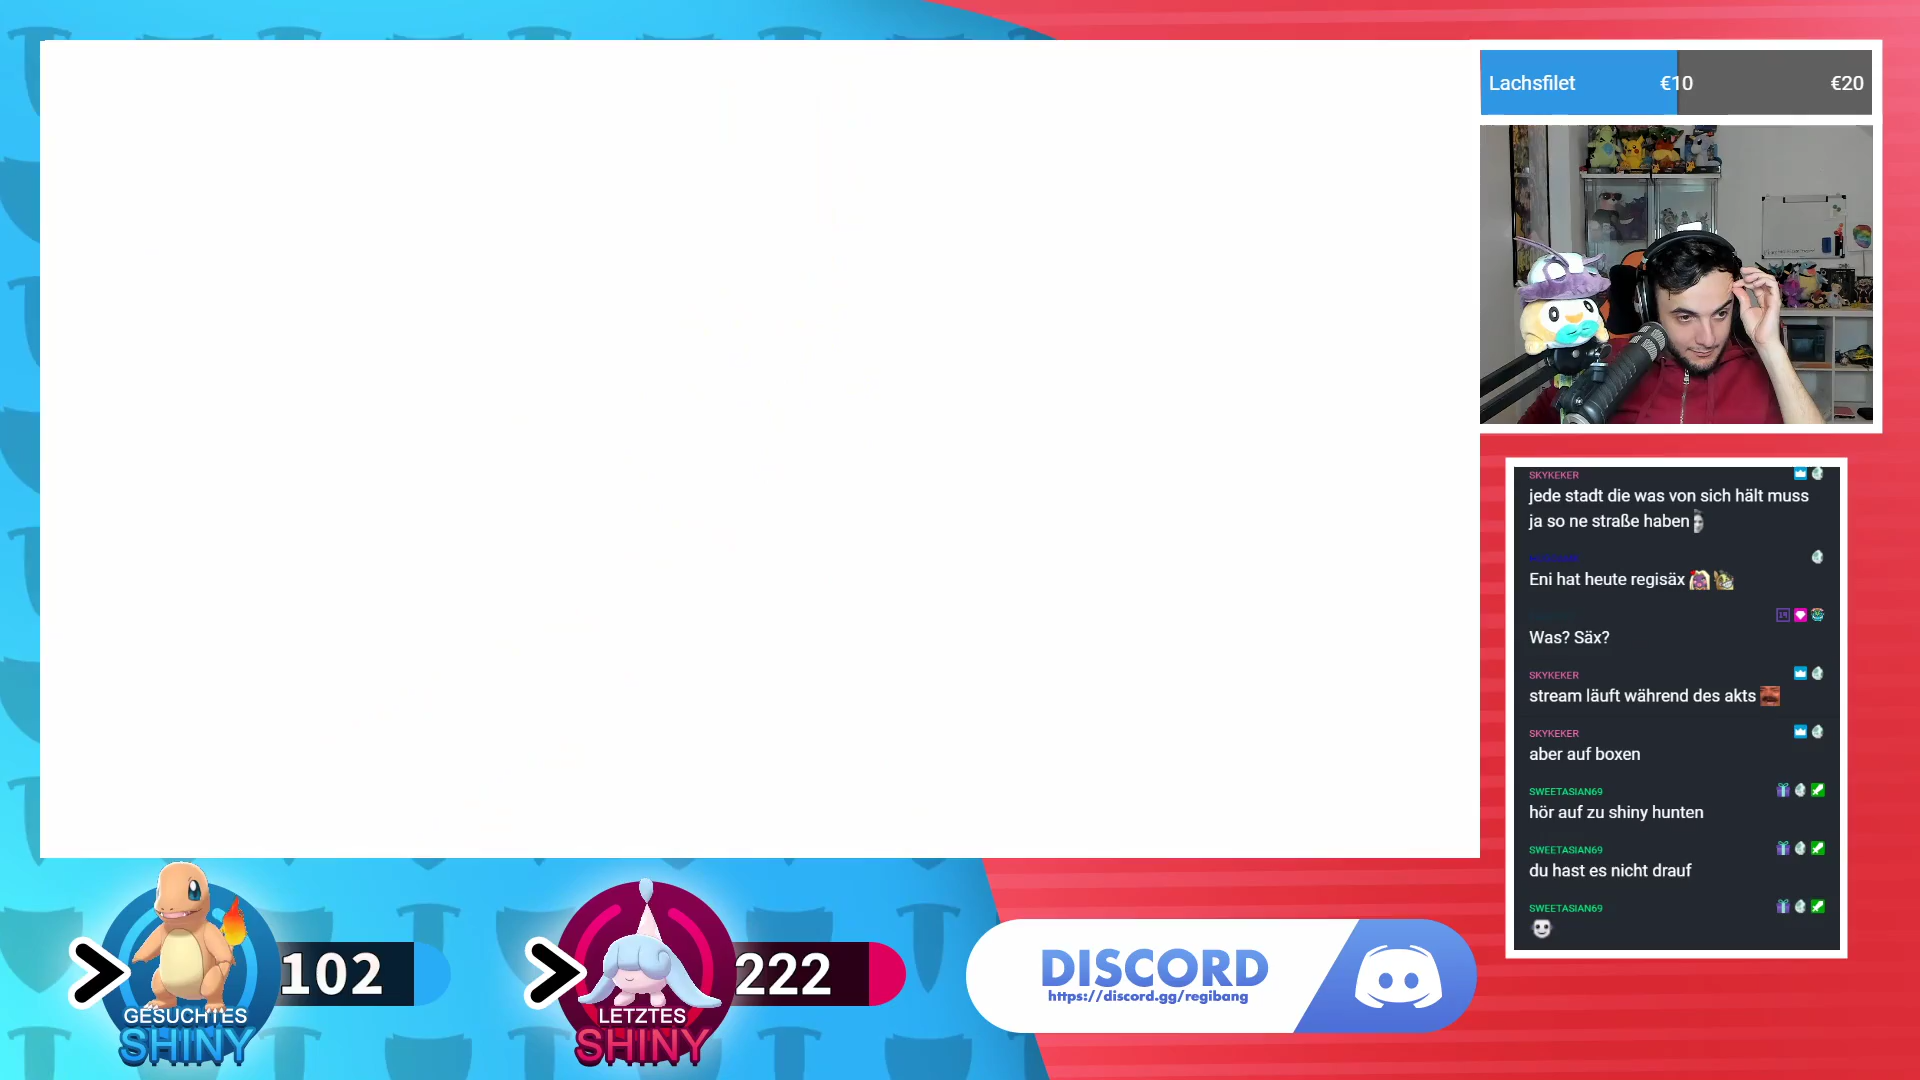 Lachsfilet €10 €20
SKYKEKER
jede stadt die was von sich hält muss
ja so ne straße haben
Eni hat heute regisäx
Was? Säx?
SKYKEKER
stream läuft während des akts
SKYKEKER
aber auf boxen
SWEETASIAN69
hör auf zu shiny hunten
SWEETASIAN69
du hast es nicht drauf
SWEETASIAN69
102
GESUCHTES
SHINY
222
LETZTES
SHINY
DISCORD
https://discord.gg/regibang